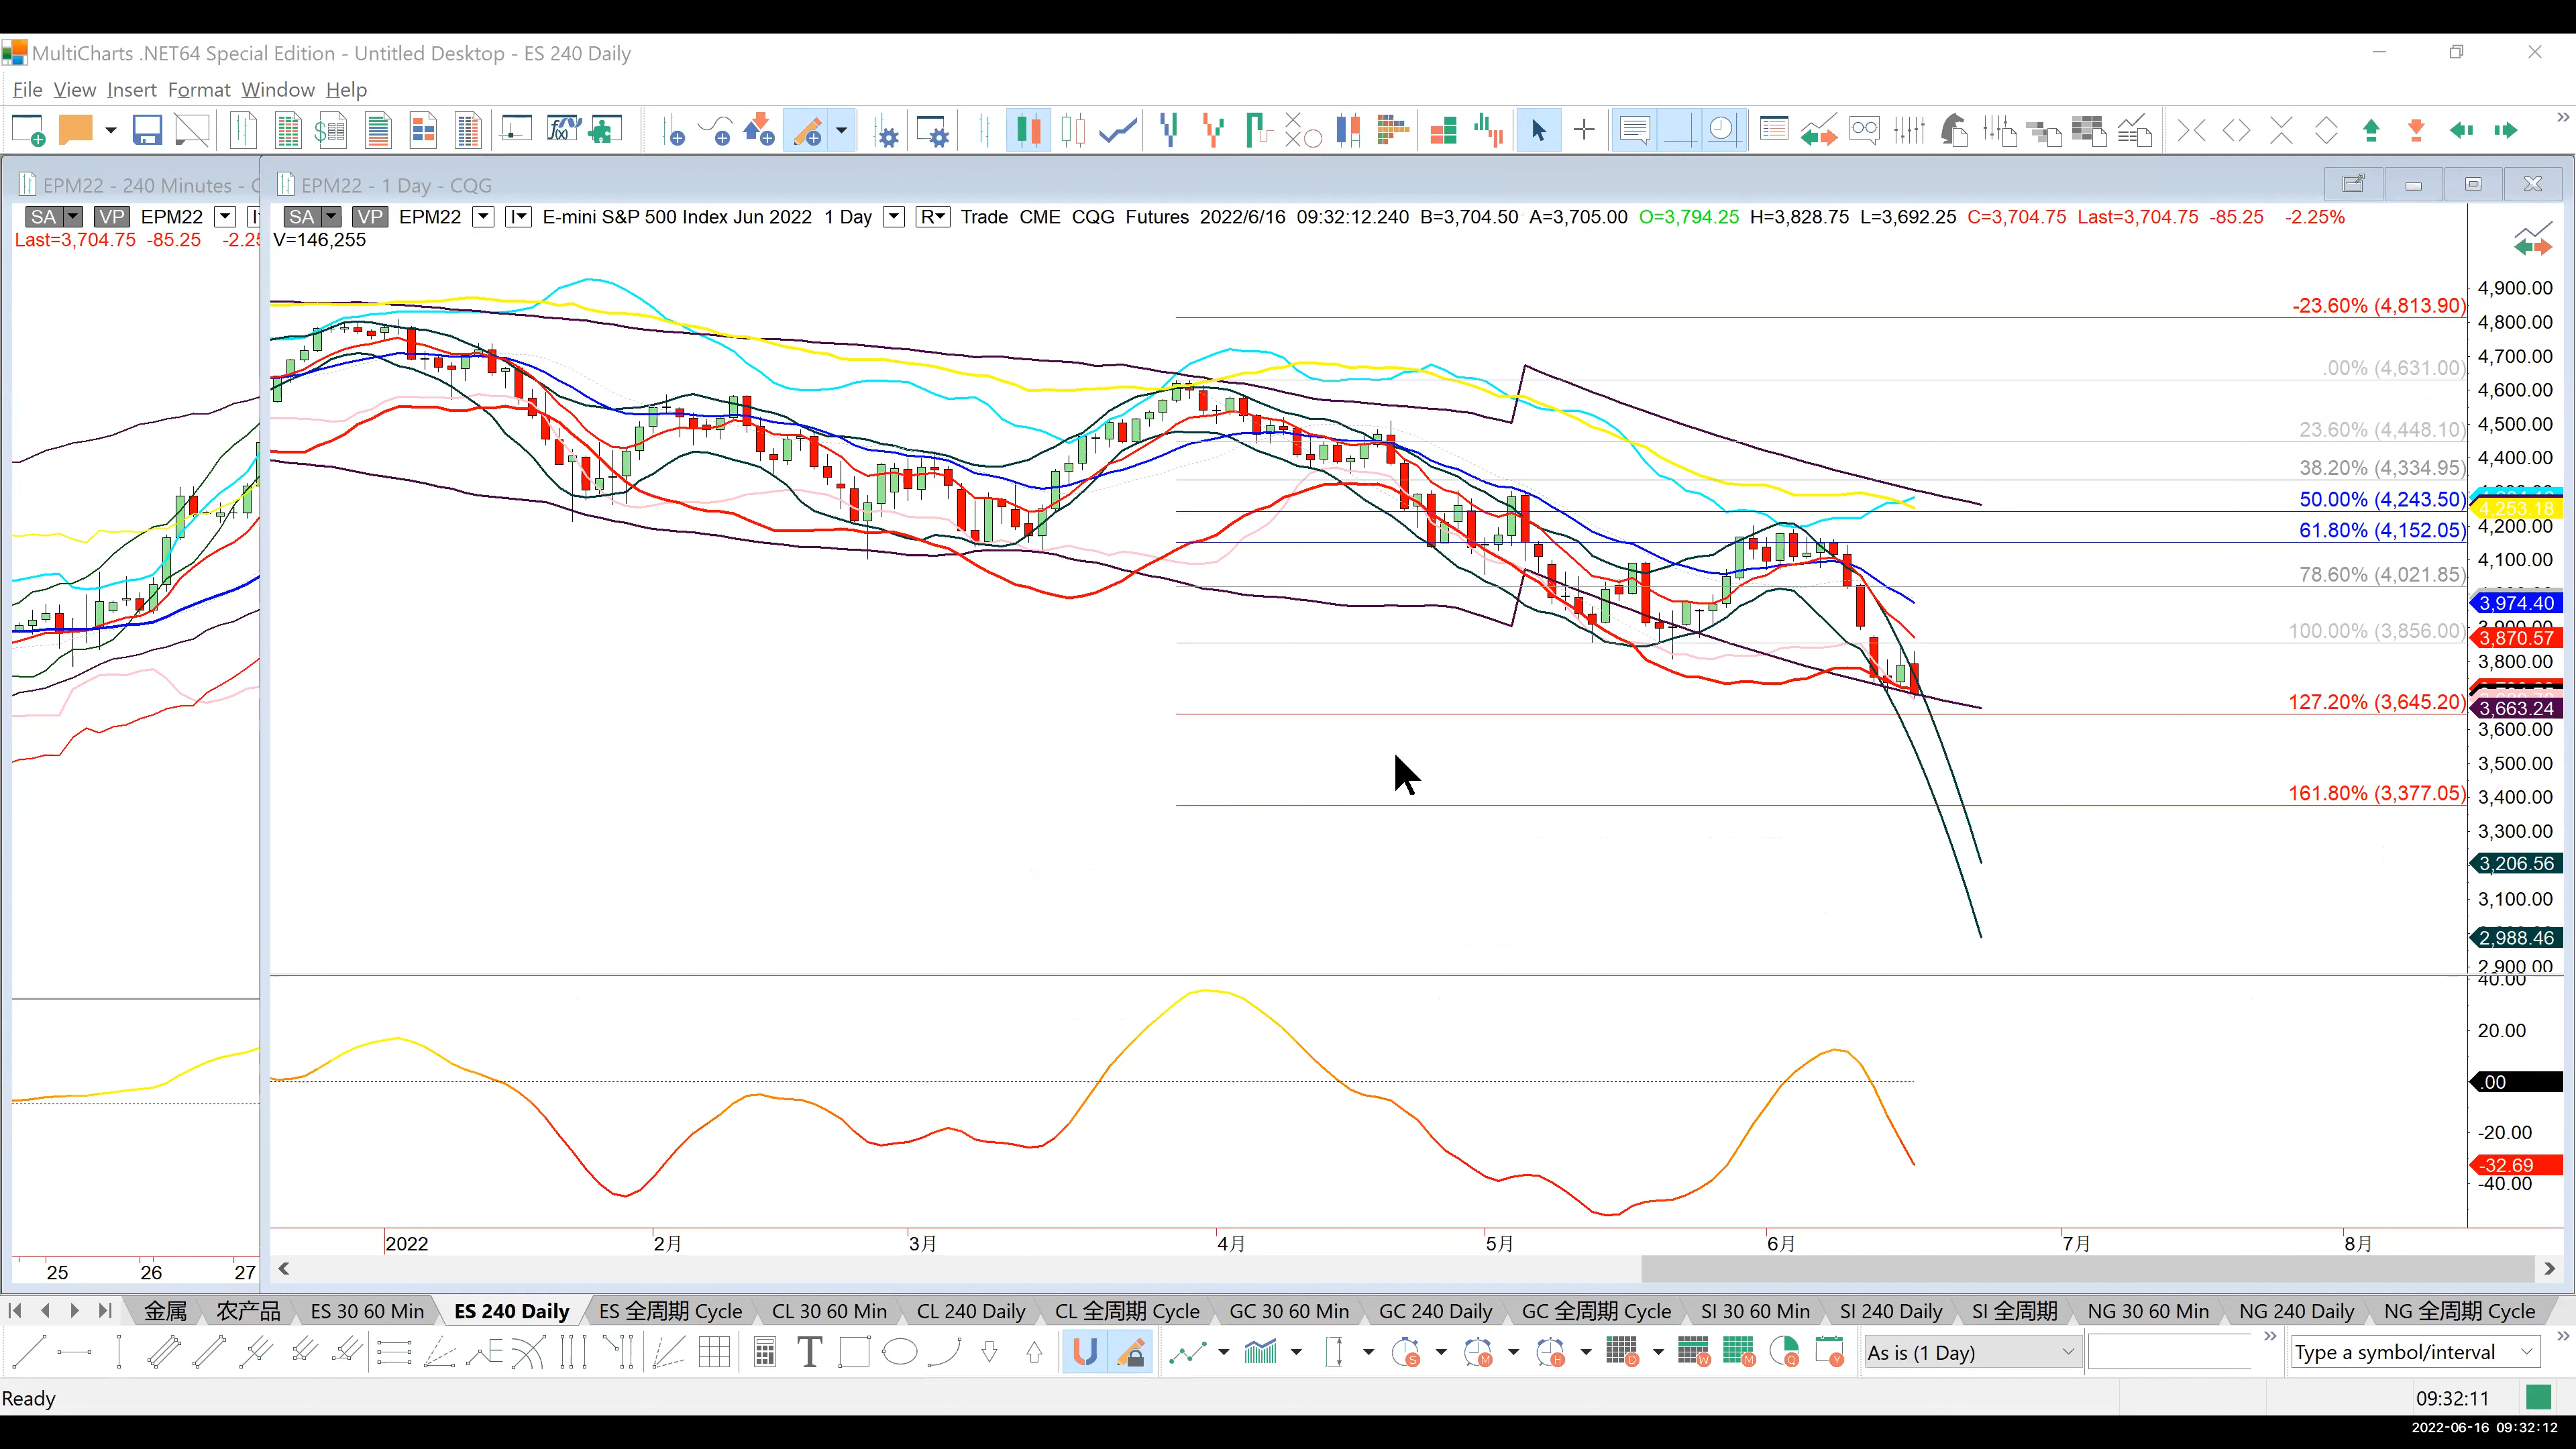 MultiCharts .NET64 Special Edition - Untitled Desktop - ES 240 Daily
File View Insert Format Window Help
EPM22 - 240 Minutes - C
EPM22 - 1 Day - CQG
SA VP EPM22
Last=3,704.75 -85.25
SA VP EPM22 E-mini S&P 500 Index Jun 2022 1 Day R Trade CME CQG Futures 2022/6/16 09:32:12.240 B=3,704.50 A=3,705.00 O=3,794.25 H=3,828.75 L=3,692.25 C=3,704.75 Last=3,704.75 -85.25 -2.25%
V=146,255
4,900.00
-23.60% (4,813.90)
4,800.00
4,700.00
.00% (4,631.00)
4,600.00
4,500.00
23.60% (4,448.10)
4,400.00
38.20% (4,334.95)
50.00% (4,243.50)
4,253.18
4,200.00
61.80% (4,152.05)
4,100.00
78.60% (4,021.85)
3,974.40
100.00% (3,856.00)
3,870.57
3,800.00
127.20% (3,645.20)
3,663.24
3,600.00
3,500.00
161.80% (3,377.05)
3,400.00
3,300.00
3,206.56
3,100.00
2,988.46
2,900.00
40.00
20.00
.00
-20.00
-32.69
-40.00
2022 2月 3月 4月 5月 6月 7月 8月
25 26 27
金属 农产品 ES 30 60 Min ES 240 Daily ES 全周期 Cycle CL 30 60 Min CL 240 Daily CL 全周期 Cycle GC 30 60 Min GC 240 Daily GC 全周期 Cycle SI 30 60 Min SI 240 Daily SI 全周期 NG 30 60 Min NG 240 Daily NG 全周期 Cycle
As is (1 Day)
Type a symbol/interval
Ready
09:32:11
2022-06-16 09:32:12